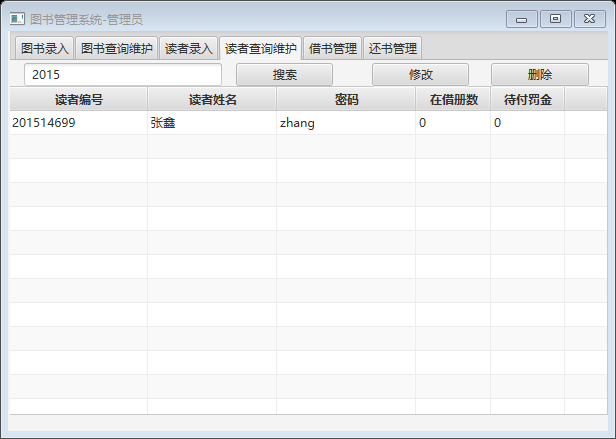 图书管理系统-管理员
图书录入 图书查询维护 读者录入 读者查询维护 借书管理 还书管理
2015 搜索 修改 删除
读者编号 读者姓名 密码 在借册数 待付罚金
201514699 张鑫 zhang 0 0